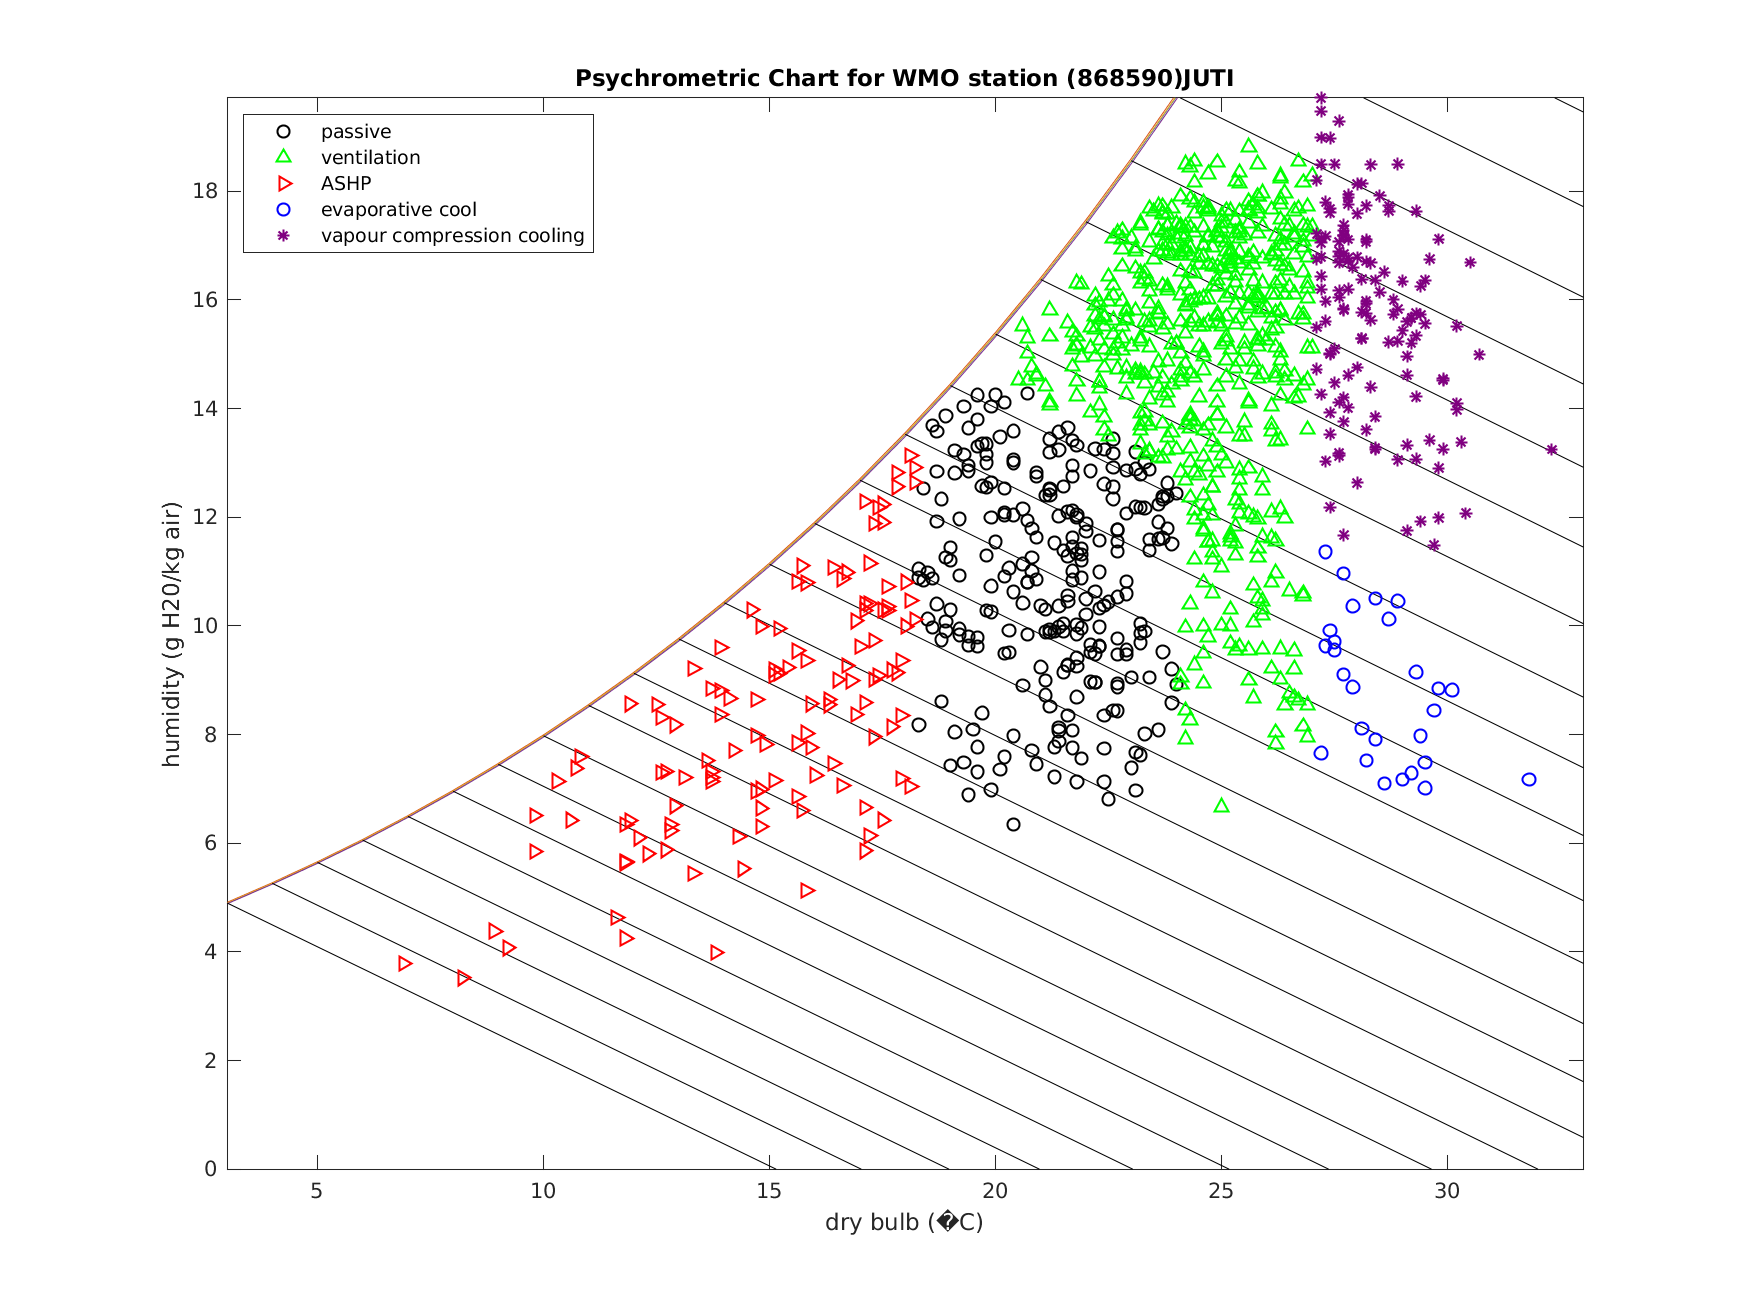 Psychrometric Chart for WMO station (868590)JUTI
passive
ventilation
ASHP
evaporative cool
vapour compression cooling
humidity (g H20/kg air)
18
16
14
12
10
8
6
4
2
0
5 10 15 20 25 30
dry bulb (�C)